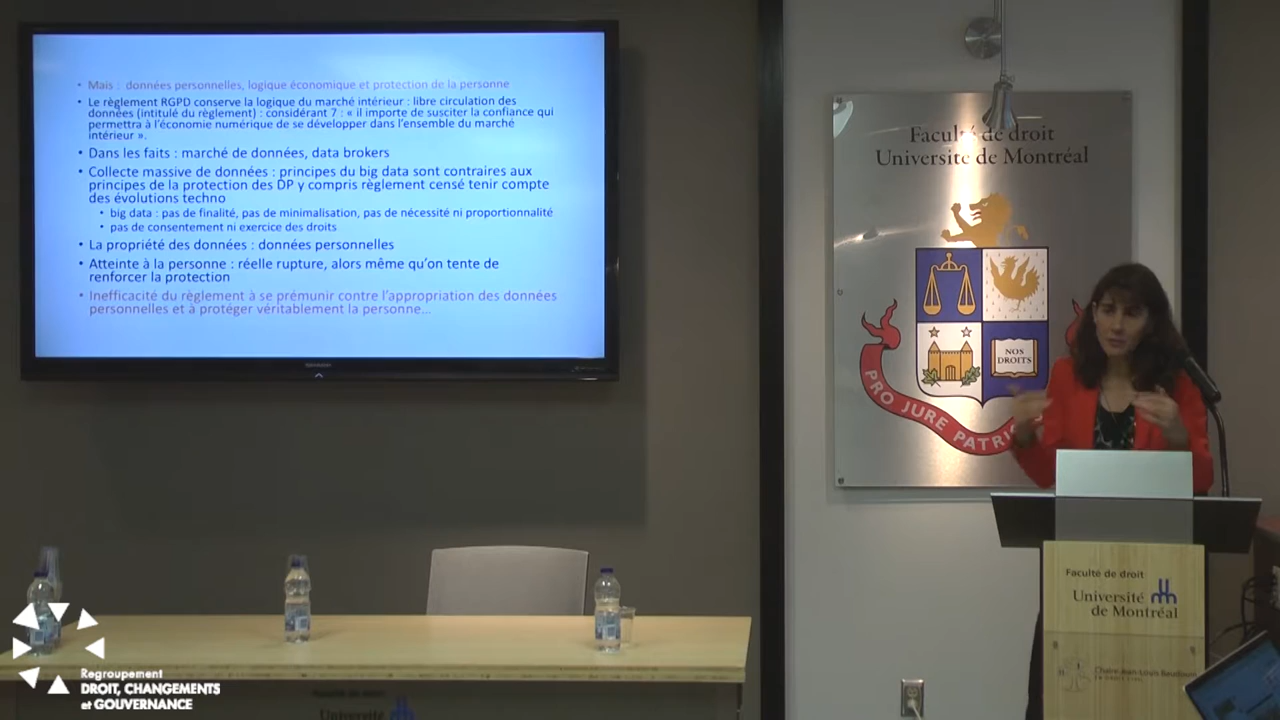 • Mais : données personnelles, logique économique et protection de la personne
• Le règlement RGPD conserve la logique du marché intérieur : libre circulation des
données (intitulé du règlement) : considérant 7 : « il importe de susciter la confiance qui
permettra à l'économie numérique de se développer dans l'ensemble du marché
intérieur ».
• Dans les faits : marché de données, data brokers
• Collecte massive de données : principes du big data sont contraires aux
principes de la protection des DP y compris règlement censé tenir compte
des évolutions techno
• big data : pas de finalité, pas de minimalisation, pas de nécessité ni proportionnalité
• pas de consentement ni exercice des droits
• La propriété des données : données personnelles
• Atteinte à la personne : réelle rupture, alors même qu'on tente de
renforcer la protection
• Inefficacité du règlement à se prémunir contre l'appropriation des données
personnelles et à protéger véritablement la personne...
Faculté de droit
Université de Montréal
NOS
DROITS
PRO JURE PATRI
Faculté de droit
Université
de Montréal
Chaire Jean-Louis Baudouin
Regroupement
DROIT, CHANGEMENTS
et GOUVERNANCE
Faculté de droit
Université